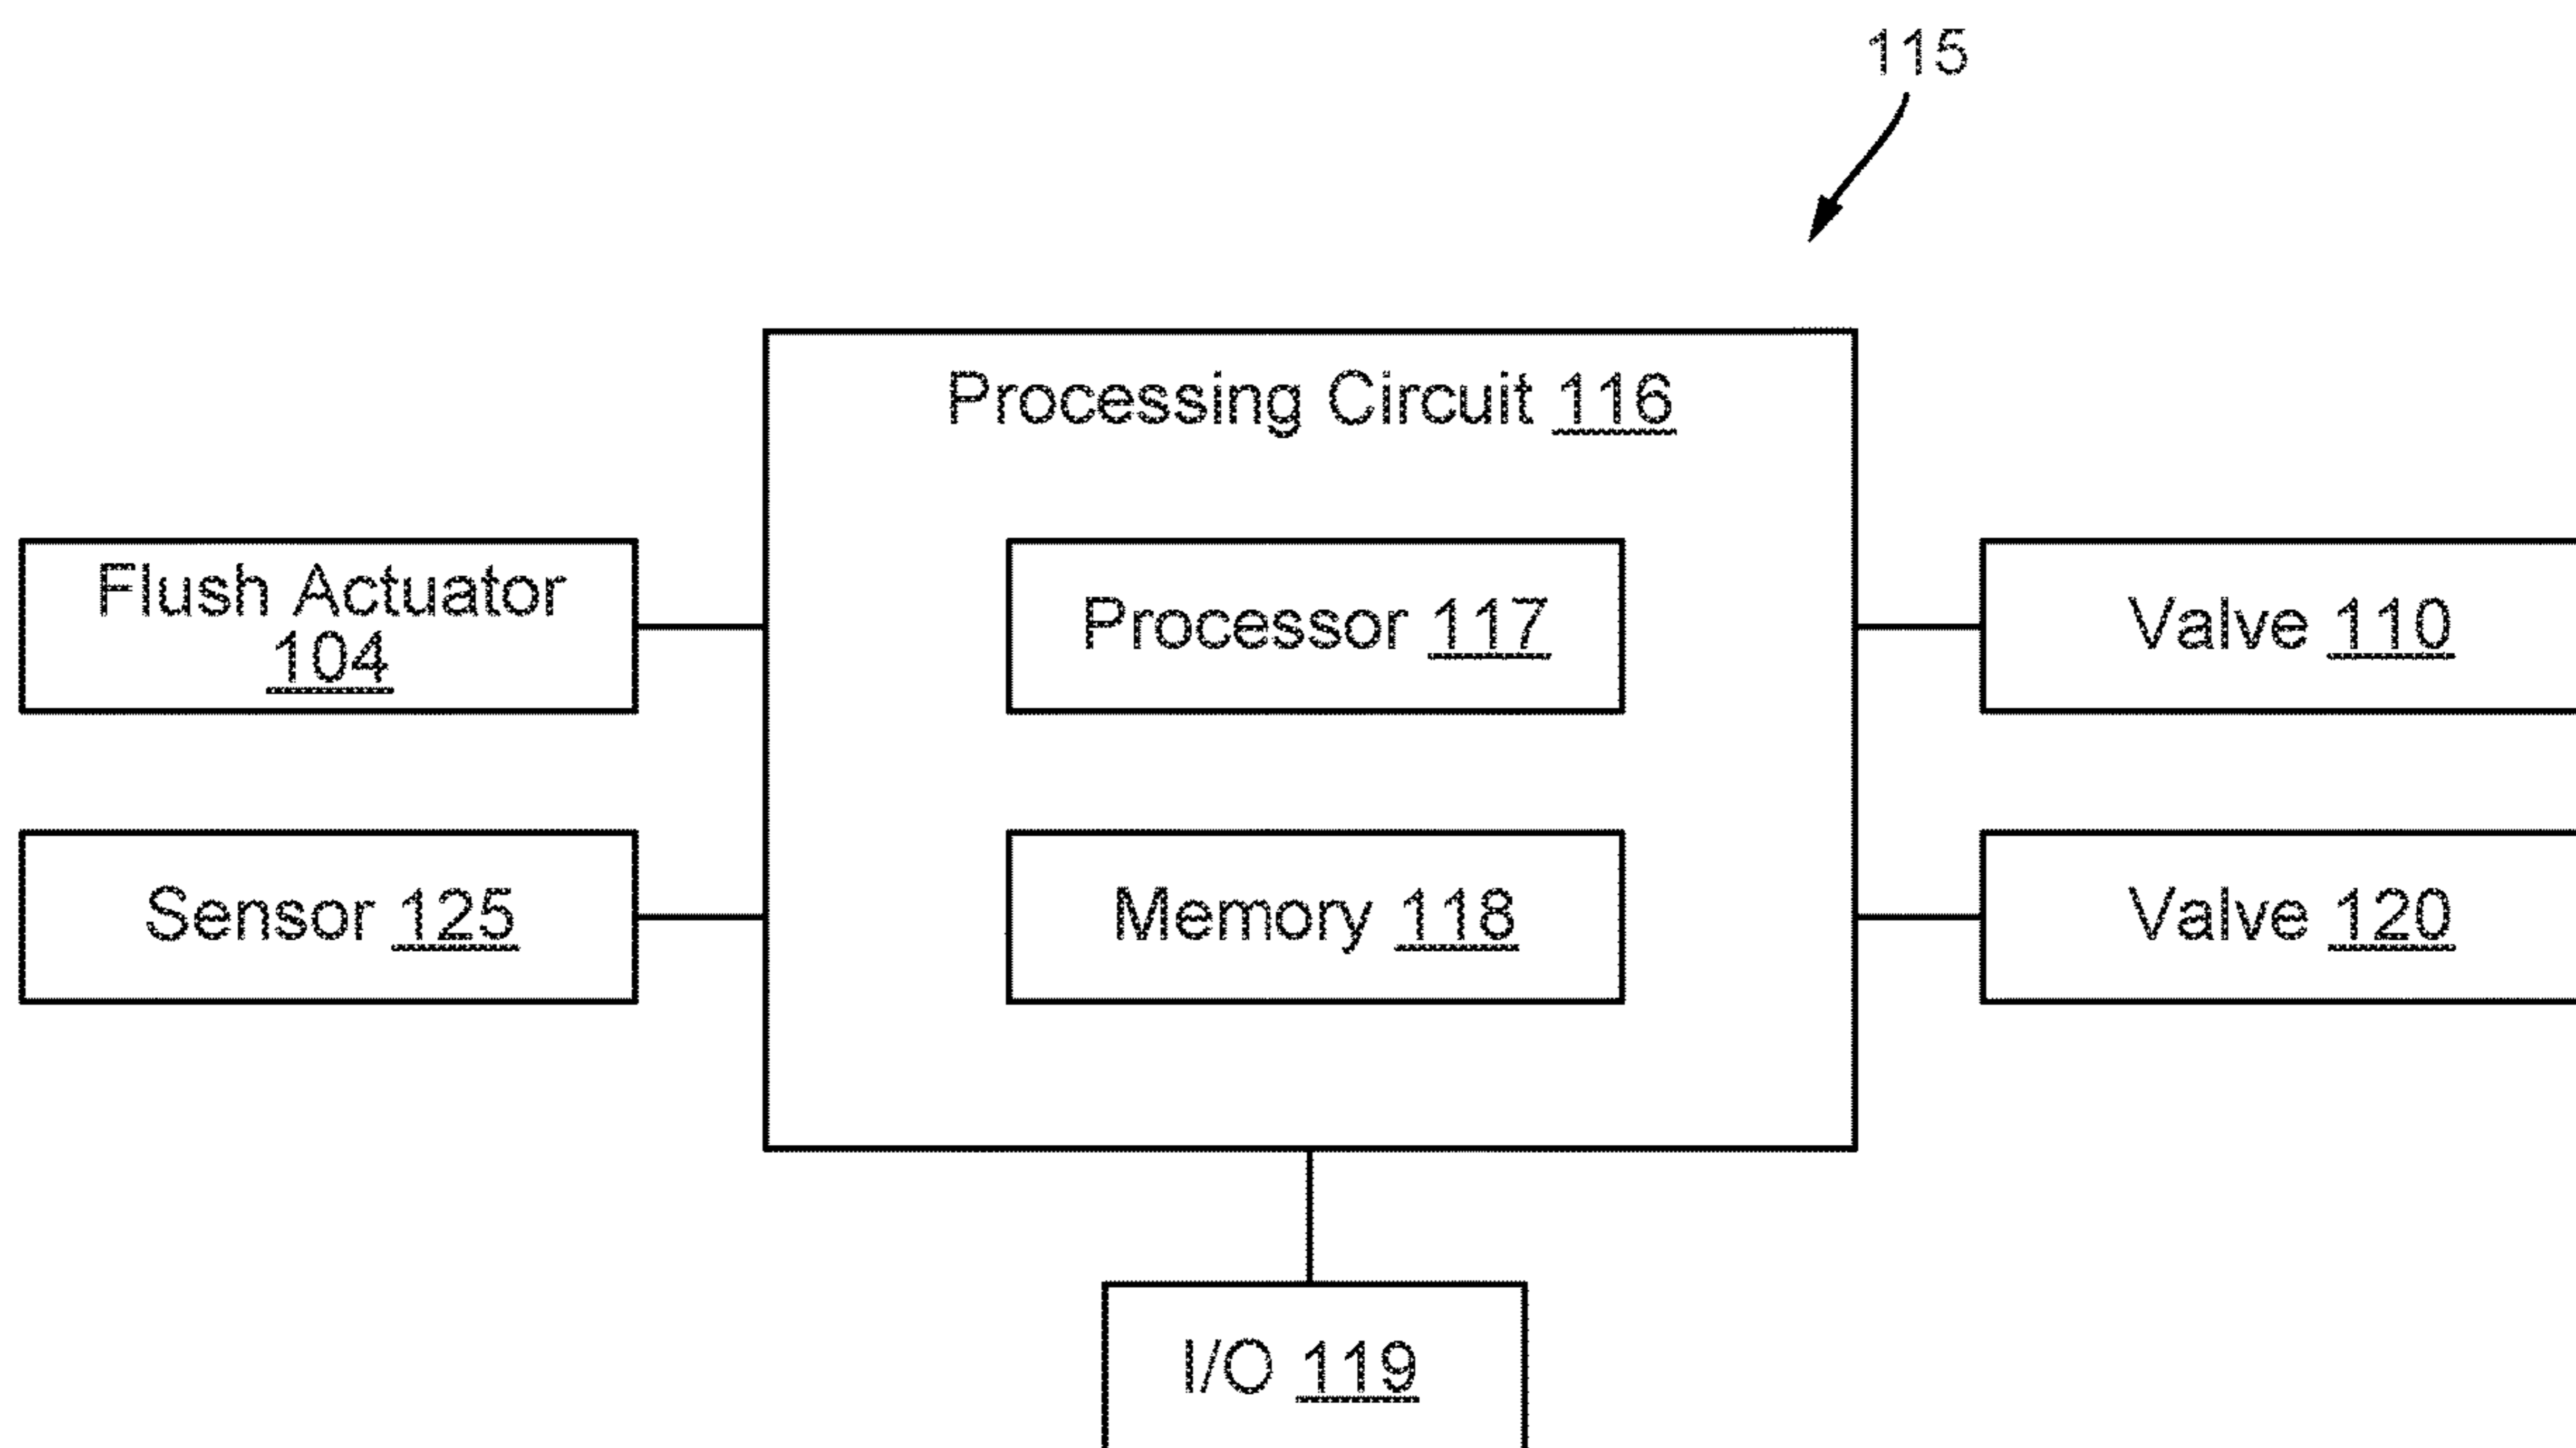 115
Processing Circuit 116
Flush Actuator
104
Processor 117
Valve 110
Sensor 125
Memory 118
Valve 120
I/O 119